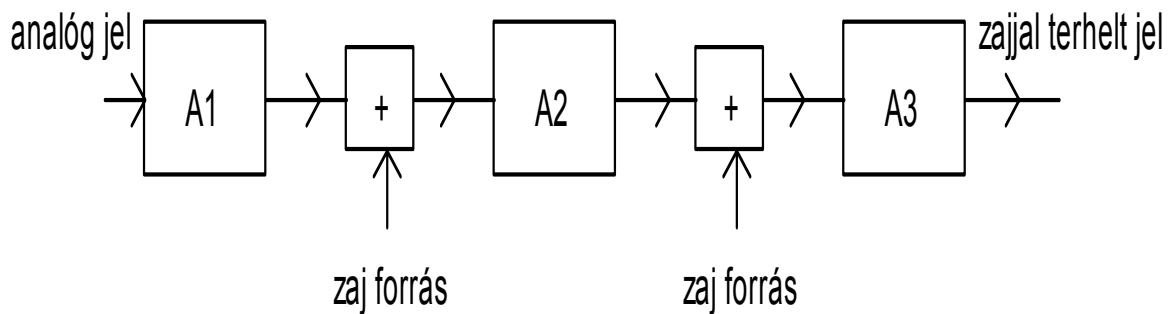 analóg jel
zajjal terhelt jel
A1
+
A2
+
A3
zaj forrás
zaj forrás